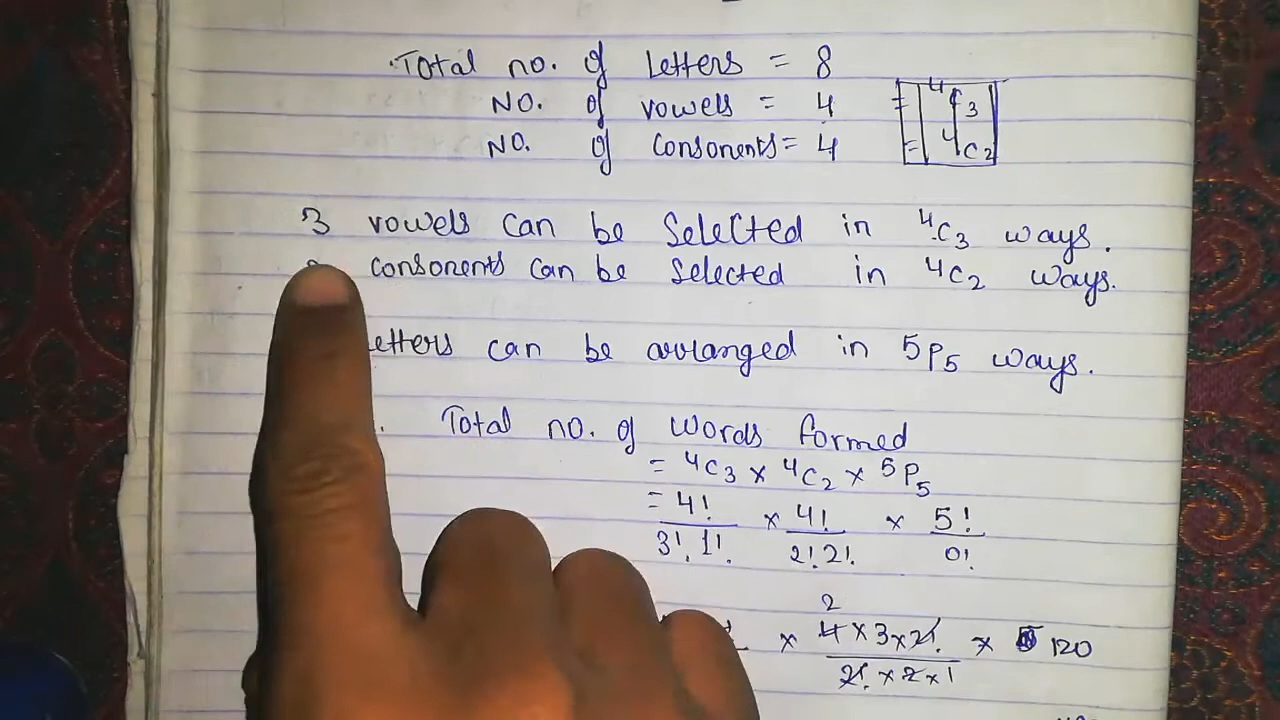 Total no. of Letters = 8
NO. of vowels = 4 = 4C3
NO. of Consonents = 4 = 4C2
3 vowels can be Selected in 4C3 ways.
consonents can be selected in 4C2 ways.
etters can be arranged in 5P5 ways.
Total no. of words formed
= 4C3 × 4C2 × 5P5
= 4!/3!.1!. × 4!/2!2!. × 5!/0!
2
× 4×3×2!/2!×2×1 × 120